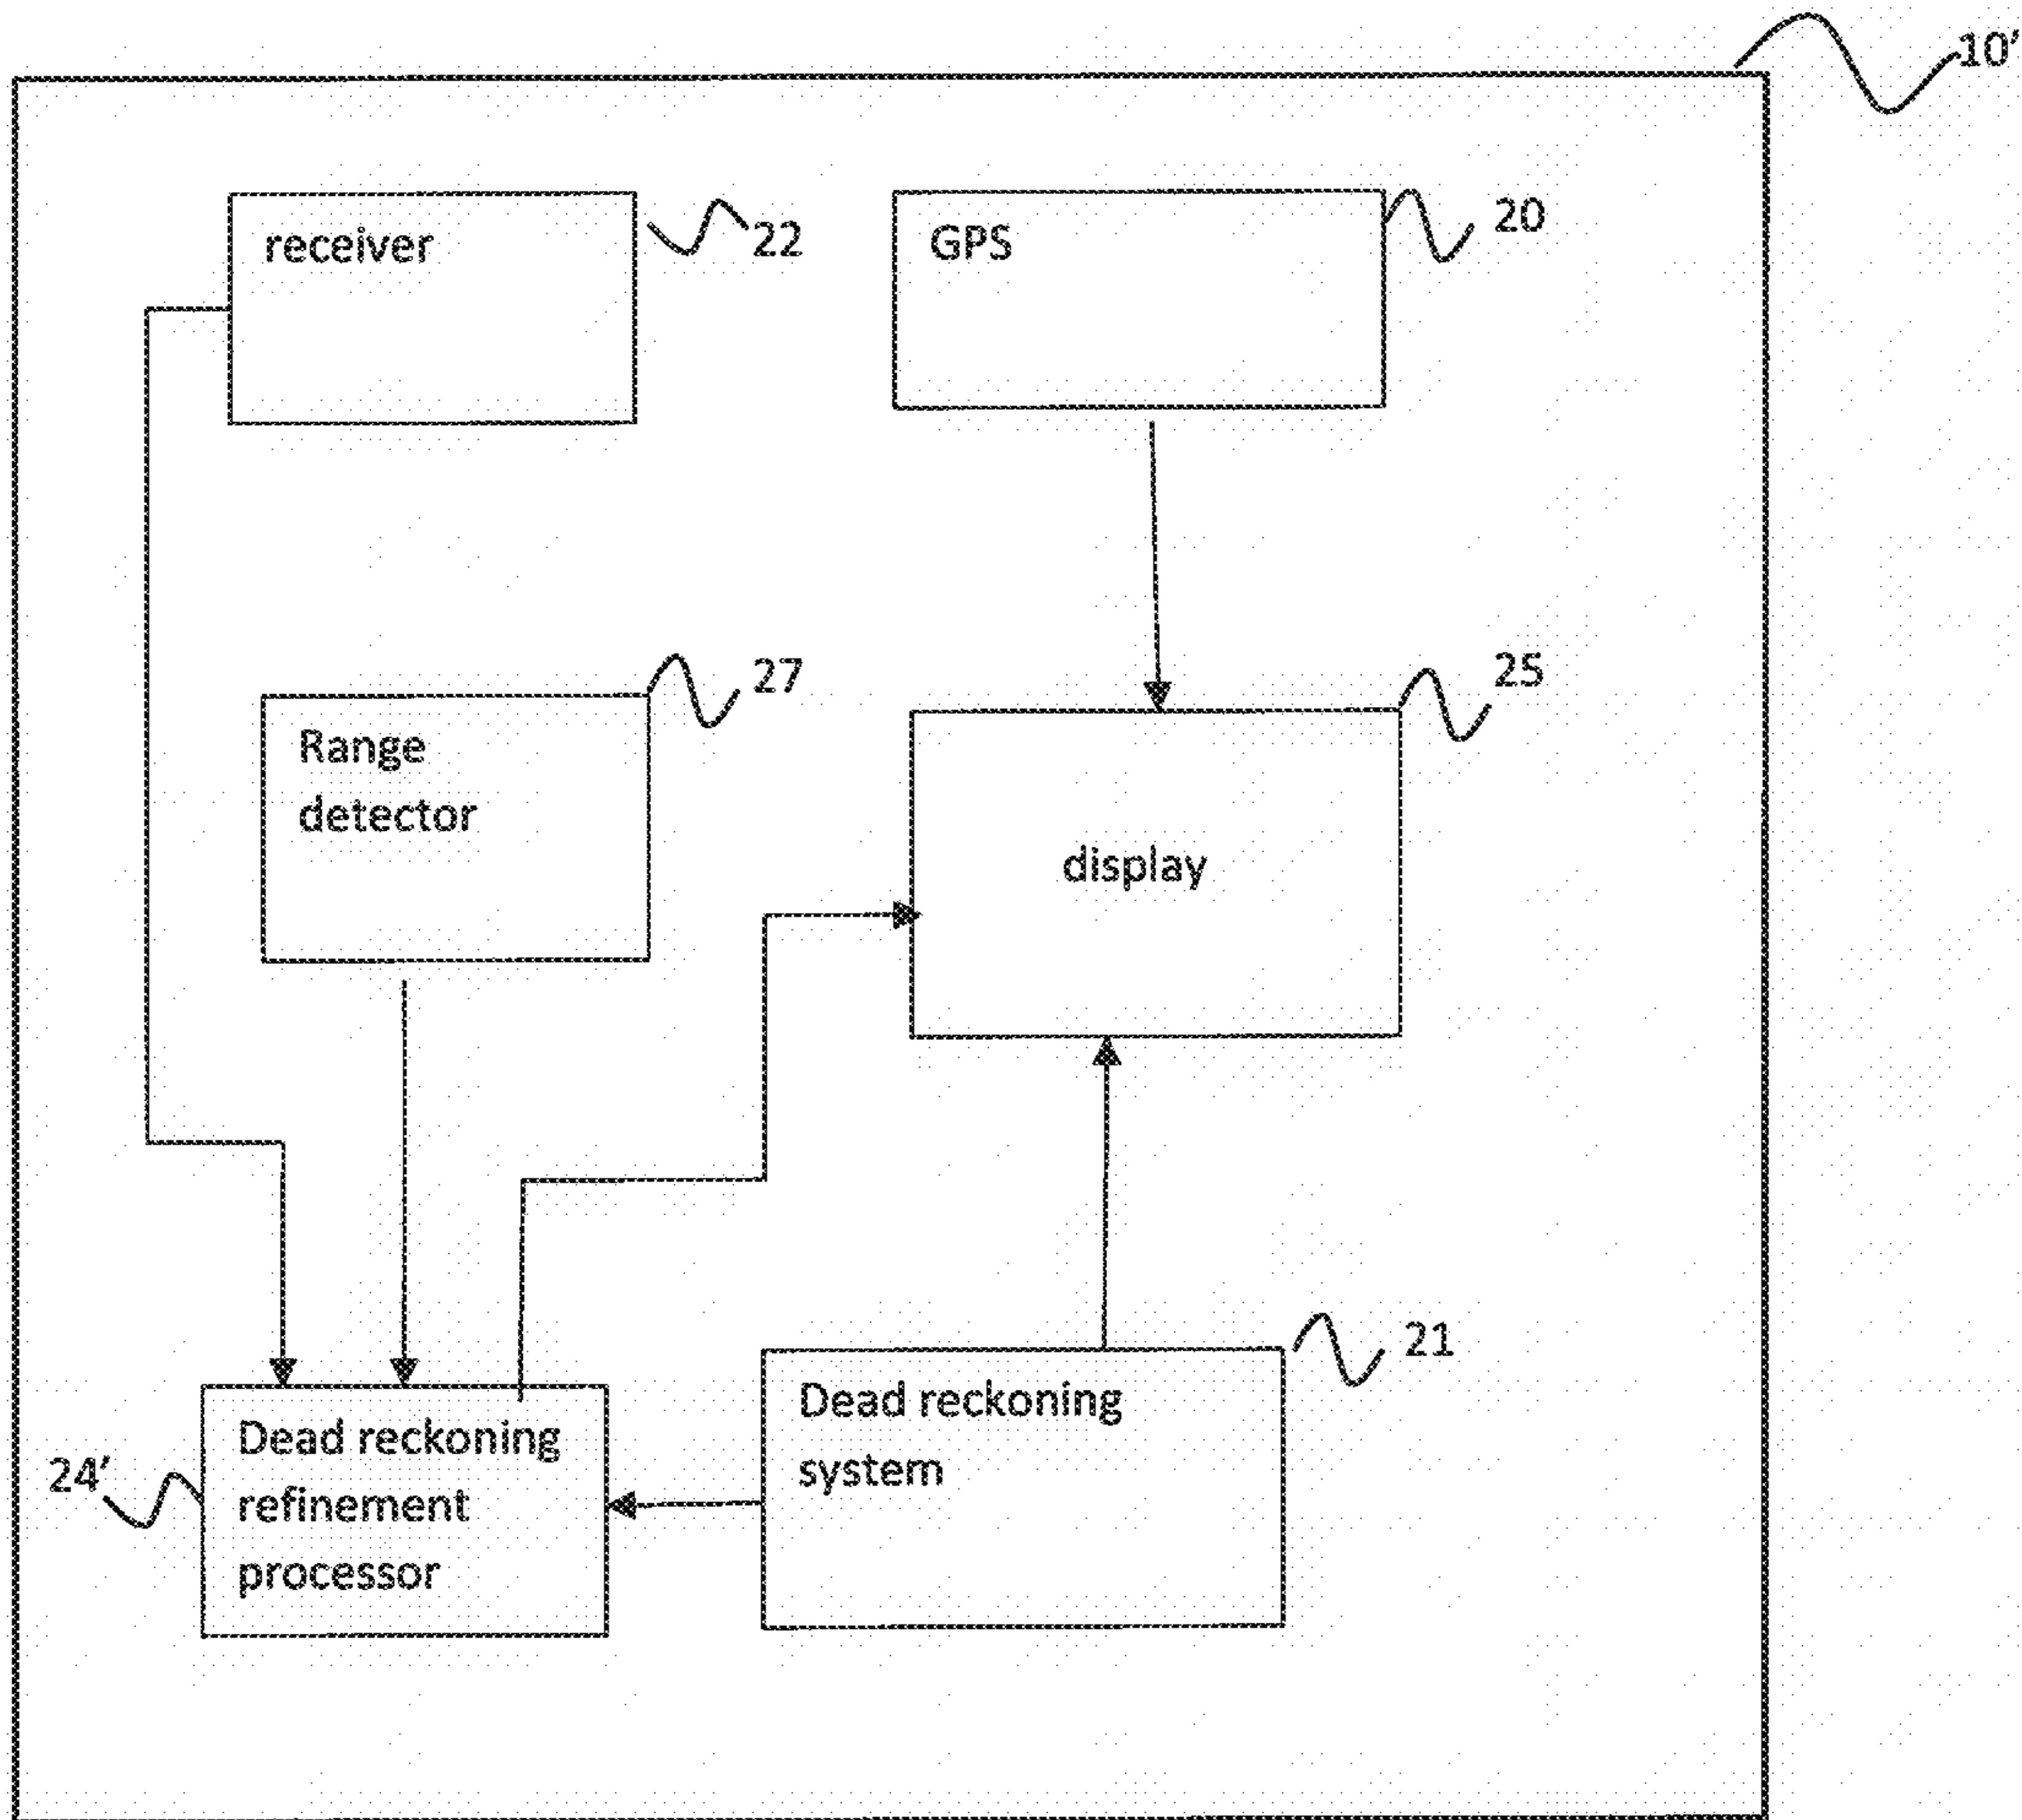 10'
receiver
22
GPS
20
Range
detector
27
display
25
Dead reckoning
refinement
processor
24'
Dead reckoning
system
21